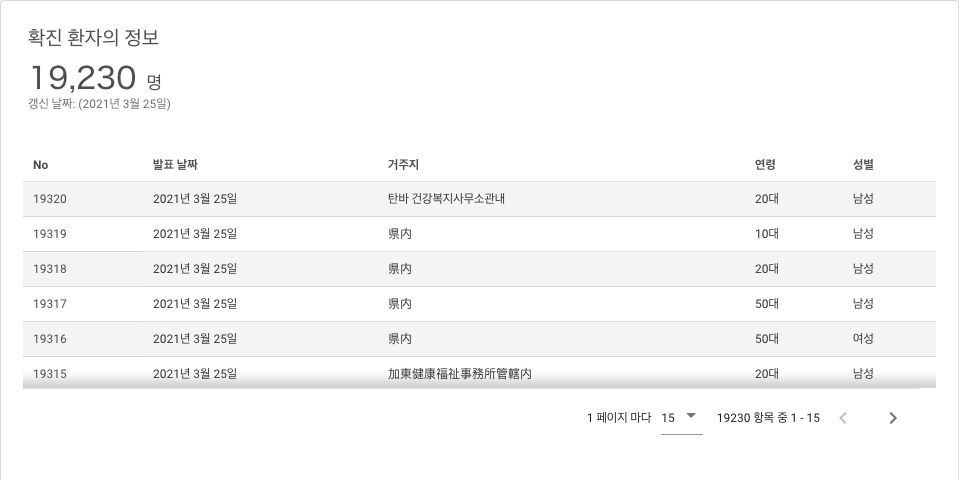 확진 환자의 정보
19,230 명
갱신 날짜: (2021년 3월 25일)
No 발표 날짜 거주지 연령 성별
19320 2021년 3월 25일 탄바 건강복지사무소관내 20대 남성
19319 2021년 3월 25일 県内 10대 남성
19318 2021년 3월 25일 県内 20대 남성
19317 2021년 3월 25일 県内 50대 남성
19316 2021년 3월 25일 県内 50대 여성
19315 2021년 3월 25일 加東健康福祉事務所管轄内 20대 남성
1 페이지 마다 15 19230 항목 중 1 - 15